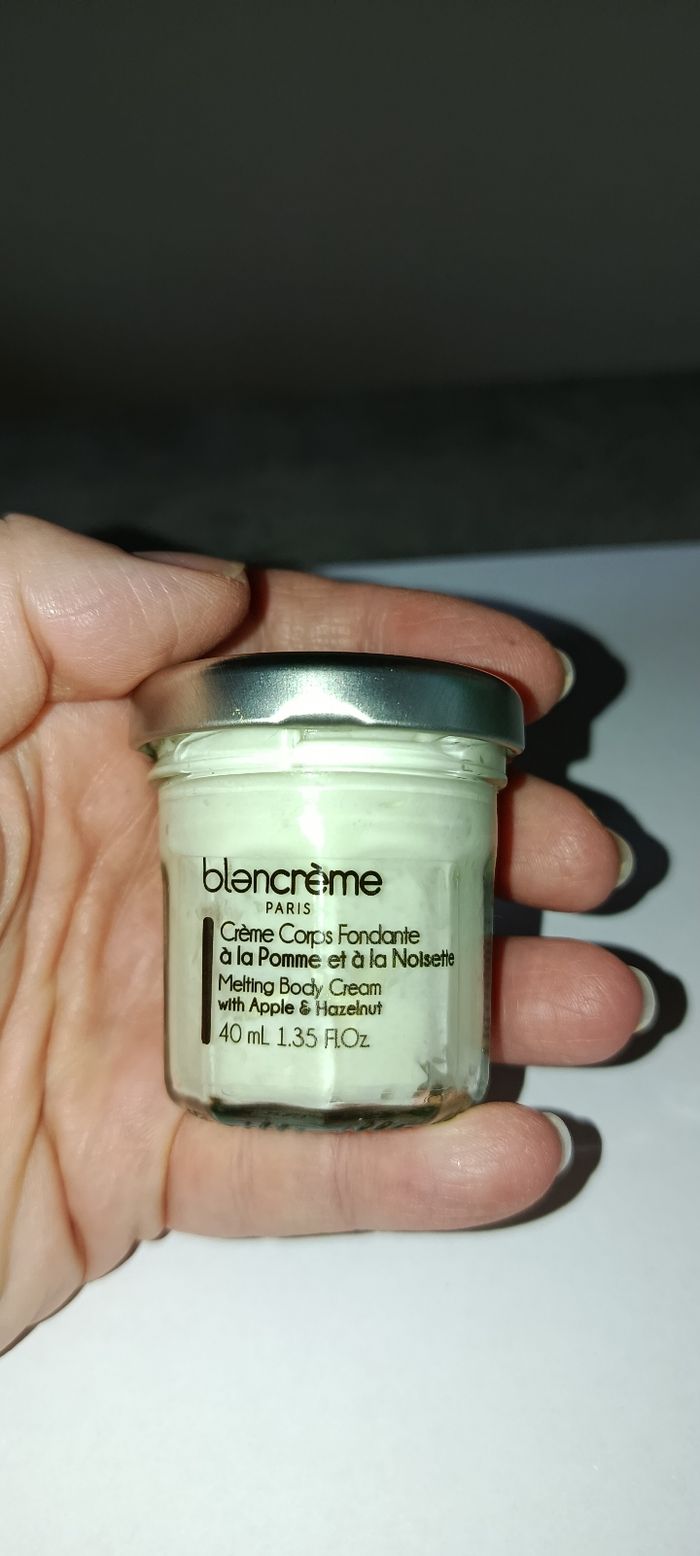 blancrème
PARIS
Crème Corps Fondante
à la Pomme et à la Noisette
Melting Body Cream
with Apple & Hazelnut
40 mL 1.35 Fl.Oz